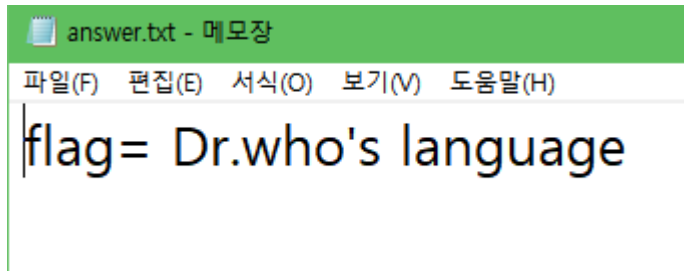 answer.txt - 메모장
파일(F) 편집(E) 서식(O) 보기(V) 도움말(H)
flag= Dr.who's language